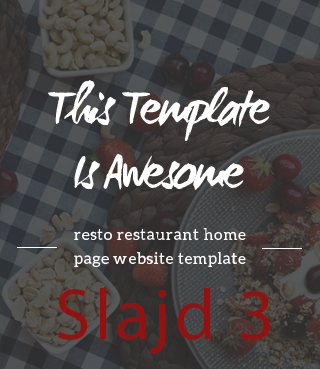 This Template
Is Awesome
resto restaurant home
page website template
Slajd 3